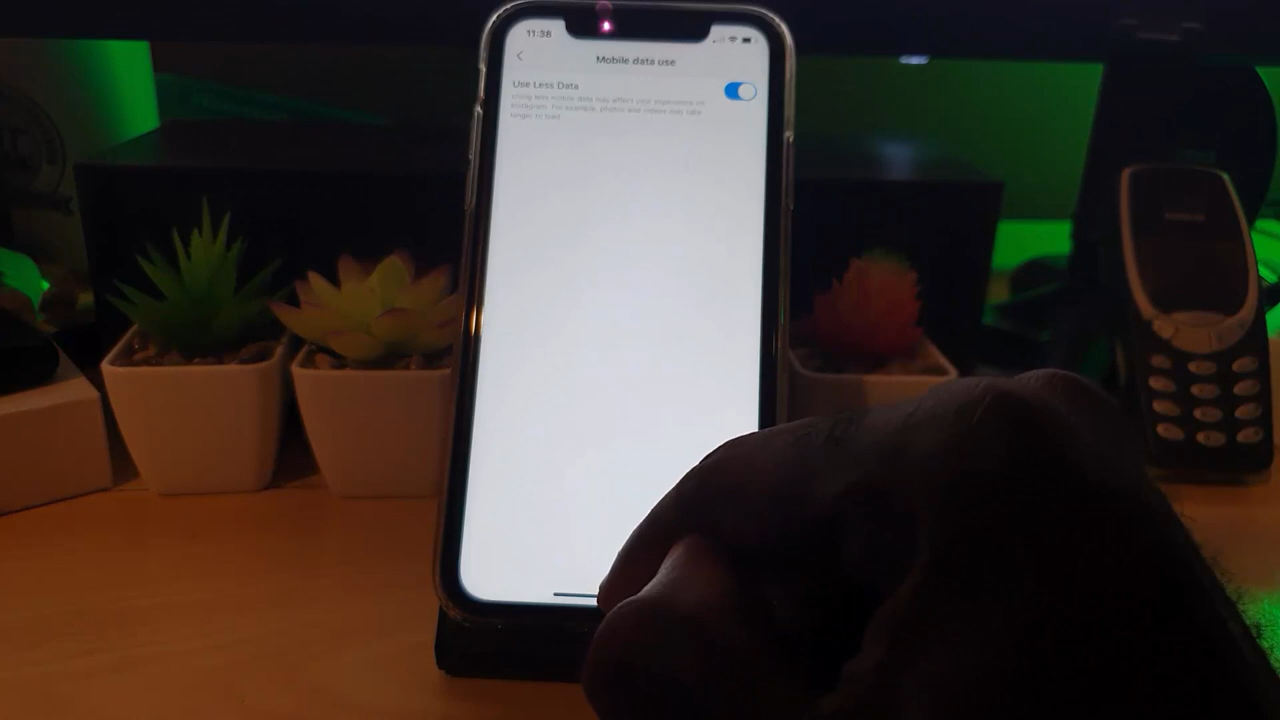 11:38
Mobile data use
Use Less Data
Using less mobile data may affect your experience on
Instagram. For example, photos and videos may take
longer to load.
NOKIA